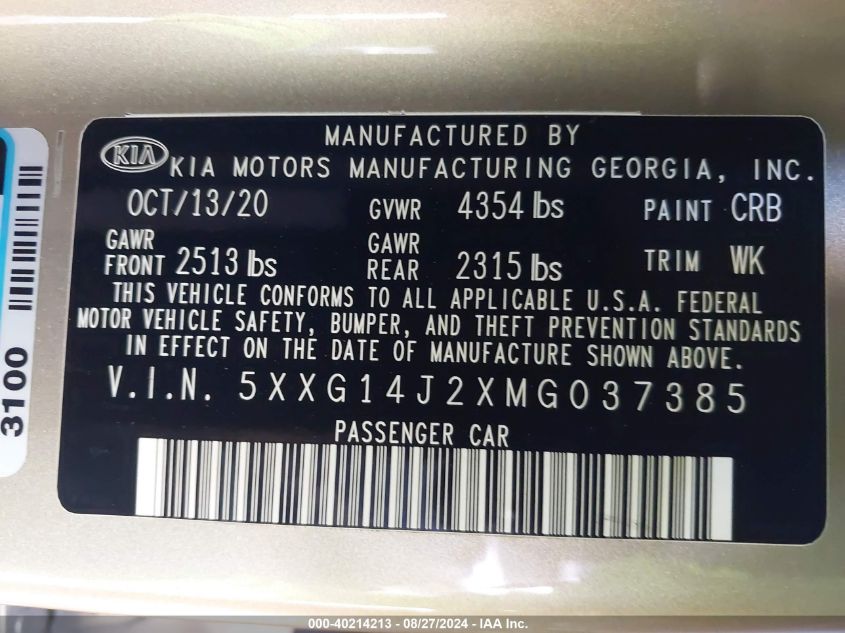 MANUFACTURED BY
KIA KIA MOTORS MANUFACTURING GEORGIA, INC.
OCT/13/20 GVWR 4354 lbs PAINT CRB
GAWR FRONT 2513 lbs GAWR REAR 2315 lbs TRIM WK
THIS VEHICLE CONFORMS TO ALL APPLICABLE U.S.A. FEDERAL
MOTOR VEHICLE SAFETY, BUMPER, AND THEFT PREVENTION STANDARDS
IN EFFECT ON THE DATE OF MANUFACTURE SHOWN ABOVE.
V.I.N. 5XXG14J2XMG037385
PASSENGER CAR
3100
000-40214213 - 08/27/2024 - IAA Inc.